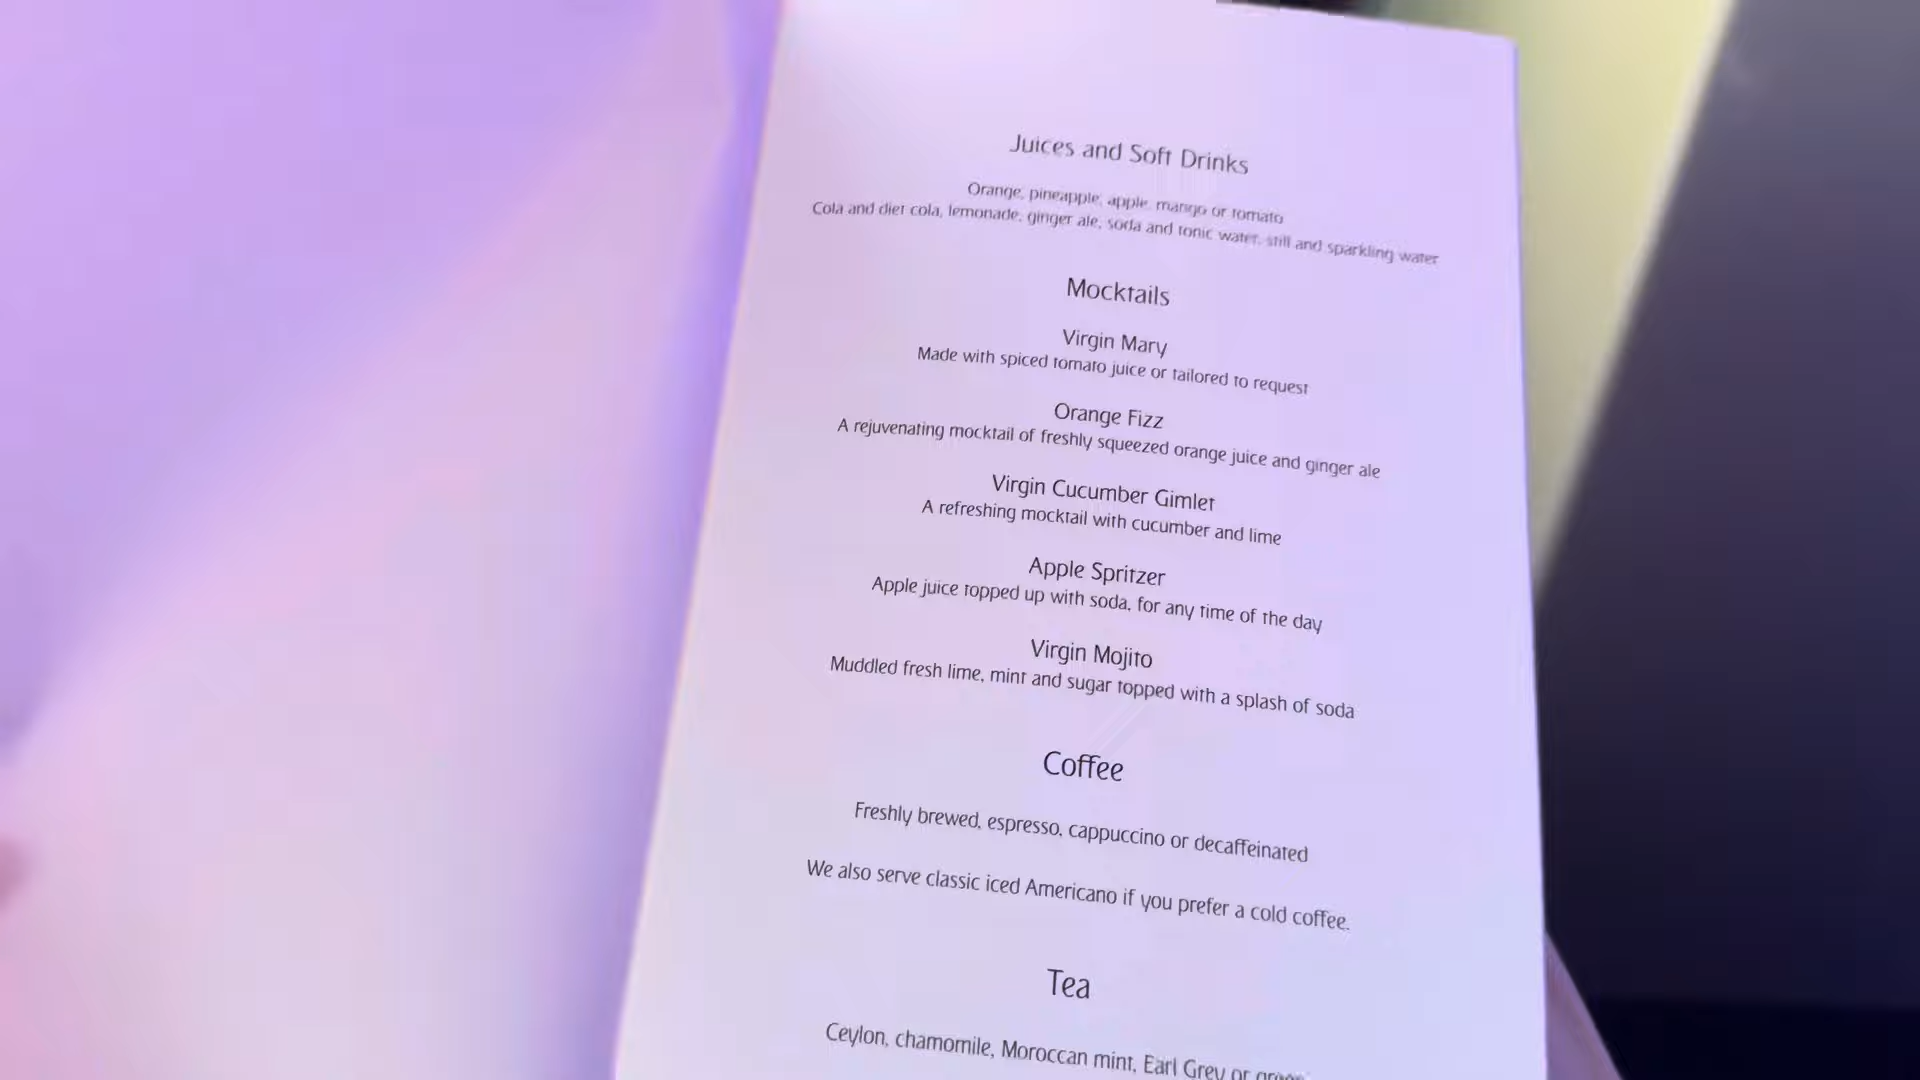 Juices and Soft Drinks
Orange, pineapple, apple, mango or tomato
Cola and diet cola, lemonade, ginger ale, soda and tonic water, still and sparkling water
Mocktails
Virgin Mary
Made with spiced tomato juice or tailored to request
Orange Fizz
A rejuvenating mocktail of freshly squeezed orange juice and ginger ale
Virgin Cucumber Gimlet
A refreshing mocktail with cucumber and lime
Apple Spritzer
Apple juice topped up with soda, for any time of the day
Virgin Mojito
Muddled fresh lime, mint and sugar topped with a splash of soda
Coffee
Freshly brewed, espresso, cappuccino or decaffeinated
We also serve classic iced Americano if you prefer a cold coffee.
Tea
Ceylon, chamomile, Moroccan mint, Earl Grey or